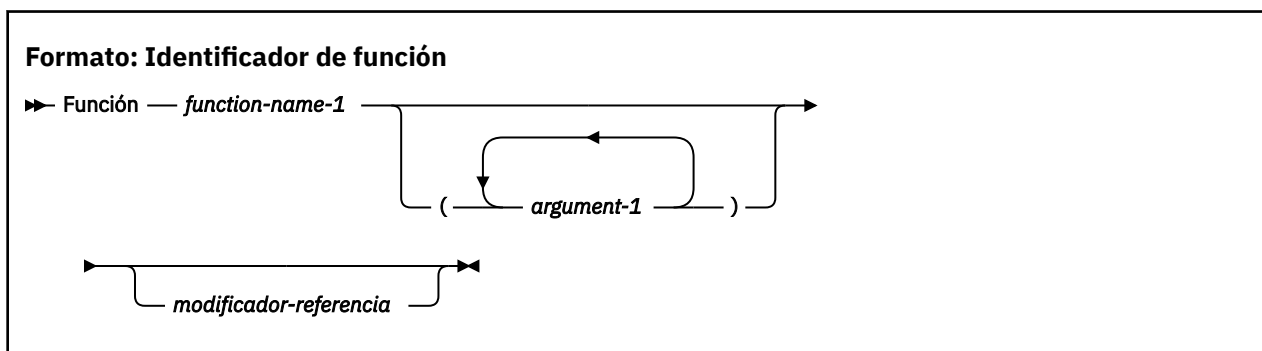 Formato: Identificador de función
Función function-name-1
( argument-1 )
modificador-referencia